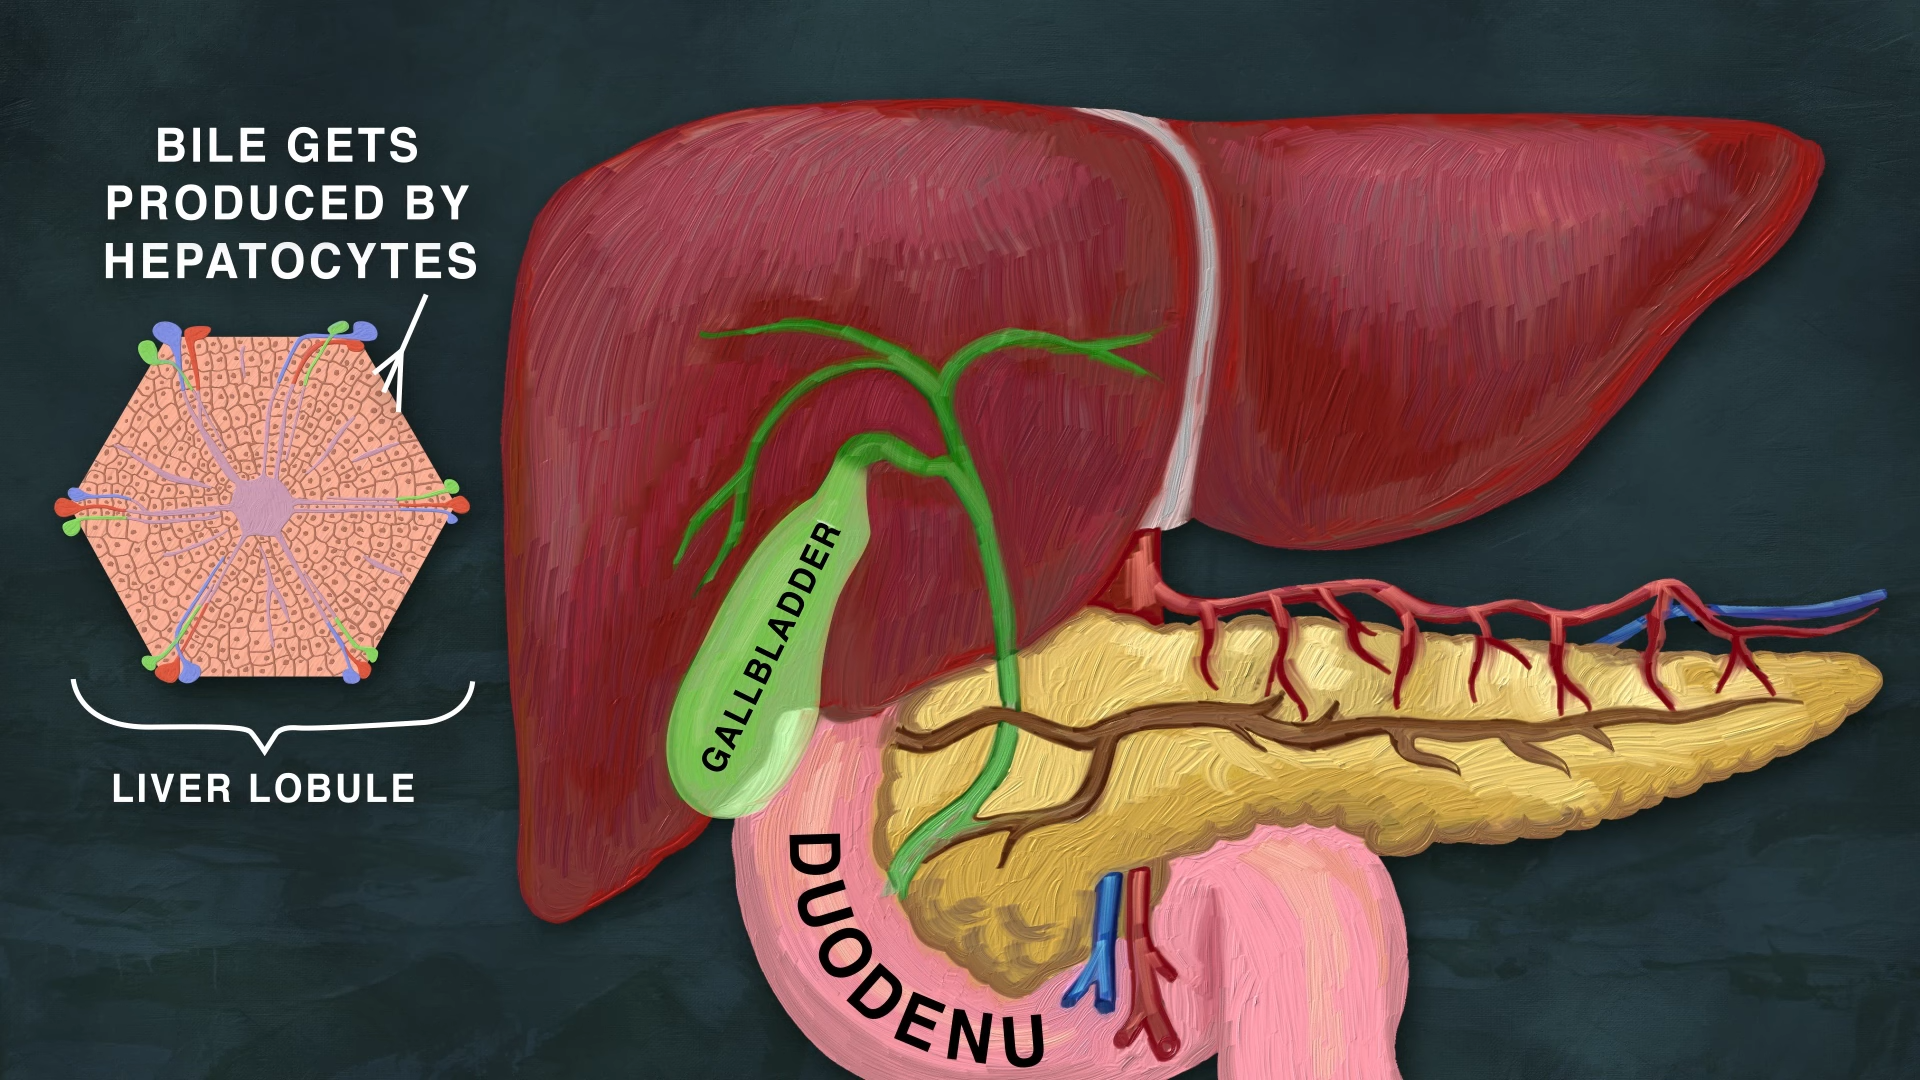 BILE GETS
PRODUCED BY
HEPATOCYTES
LIVER LOBULE
GALLBLADDER
DUODENU